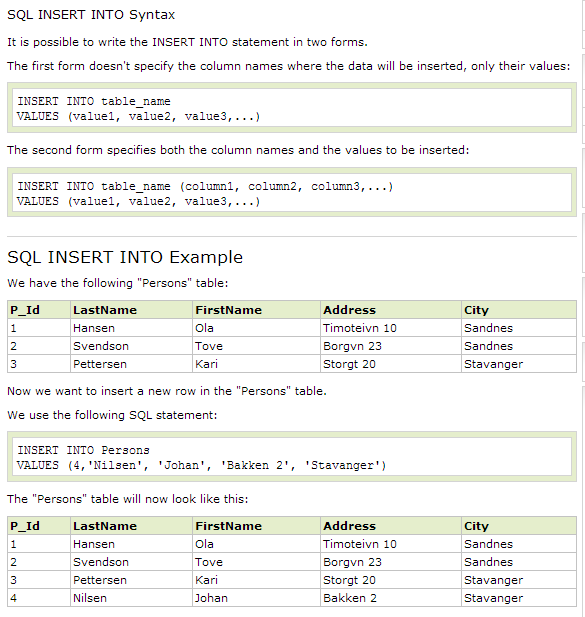 SQL INSERT INTO Syntax
It is possible to write the INSERT INTO statement in two forms.
The first form doesn't specify the column names where the data will be inserted, only their values:
INSERT INTO table_name
VALUES (value1, value2, value3,...)
The second form specifies both the column names and the values to be inserted:
INSERT INTO table_name (column1, column2, column3,...)
VALUES (value1, value2, value3,...)
SQL INSERT INTO Example
We have the following "Persons" table:
P_Id LastName FirstName Address City
1 Hansen Ola Timoteivn 10 Sandnes
2 Svendson Tove Borgvn 23 Sandnes
3 Pettersen Kari Storgt 20 Stavanger
Now we want to insert a new row in the "Persons" table.
We use the following SQL statement:
INSERT INTO Persons
VALUES (4,'Nilsen', 'Johan', 'Bakken 2', 'Stavanger')
The "Persons" table will now look like this:
P_Id LastName FirstName Address City
1 Hansen Ola Timoteivn 10 Sandnes
2 Svendson Tove Borgvn 23 Sandnes
3 Pettersen Kari Storgt 20 Stavanger
4 Nilsen Johan Bakken 2 Stavanger